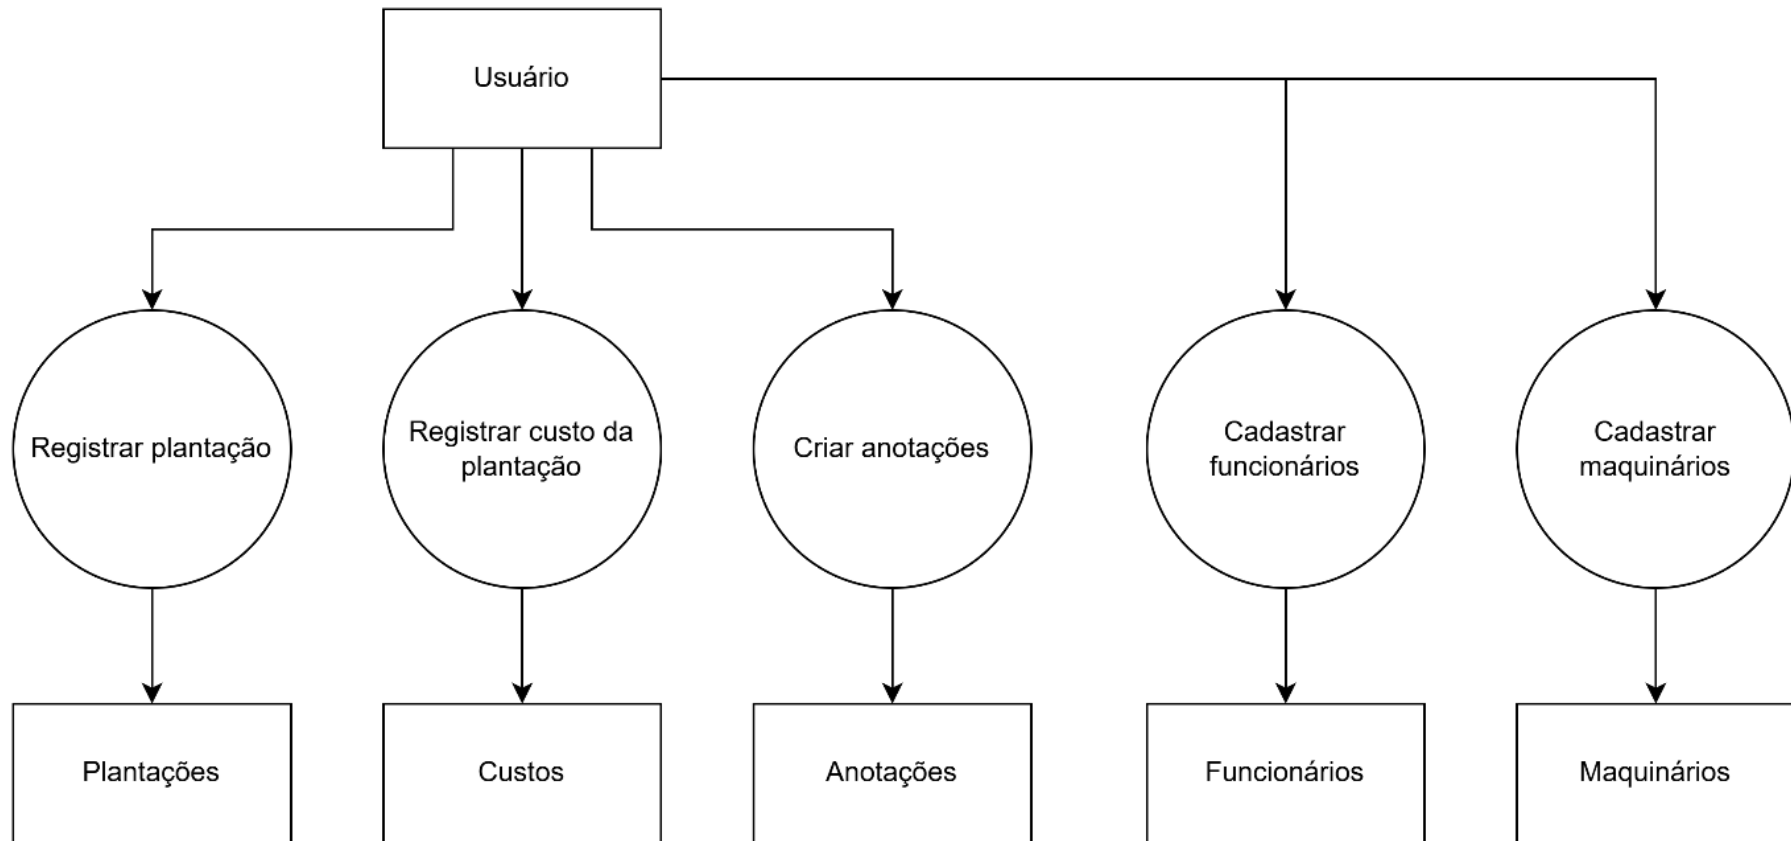 Usuário
Registrar plantação
Registrar custo da
plantação
Criar anotações
Cadastrar
funcionários
Cadastrar
maquinários
Plantações
Custos
Anotações
Funcionários
Maquinários